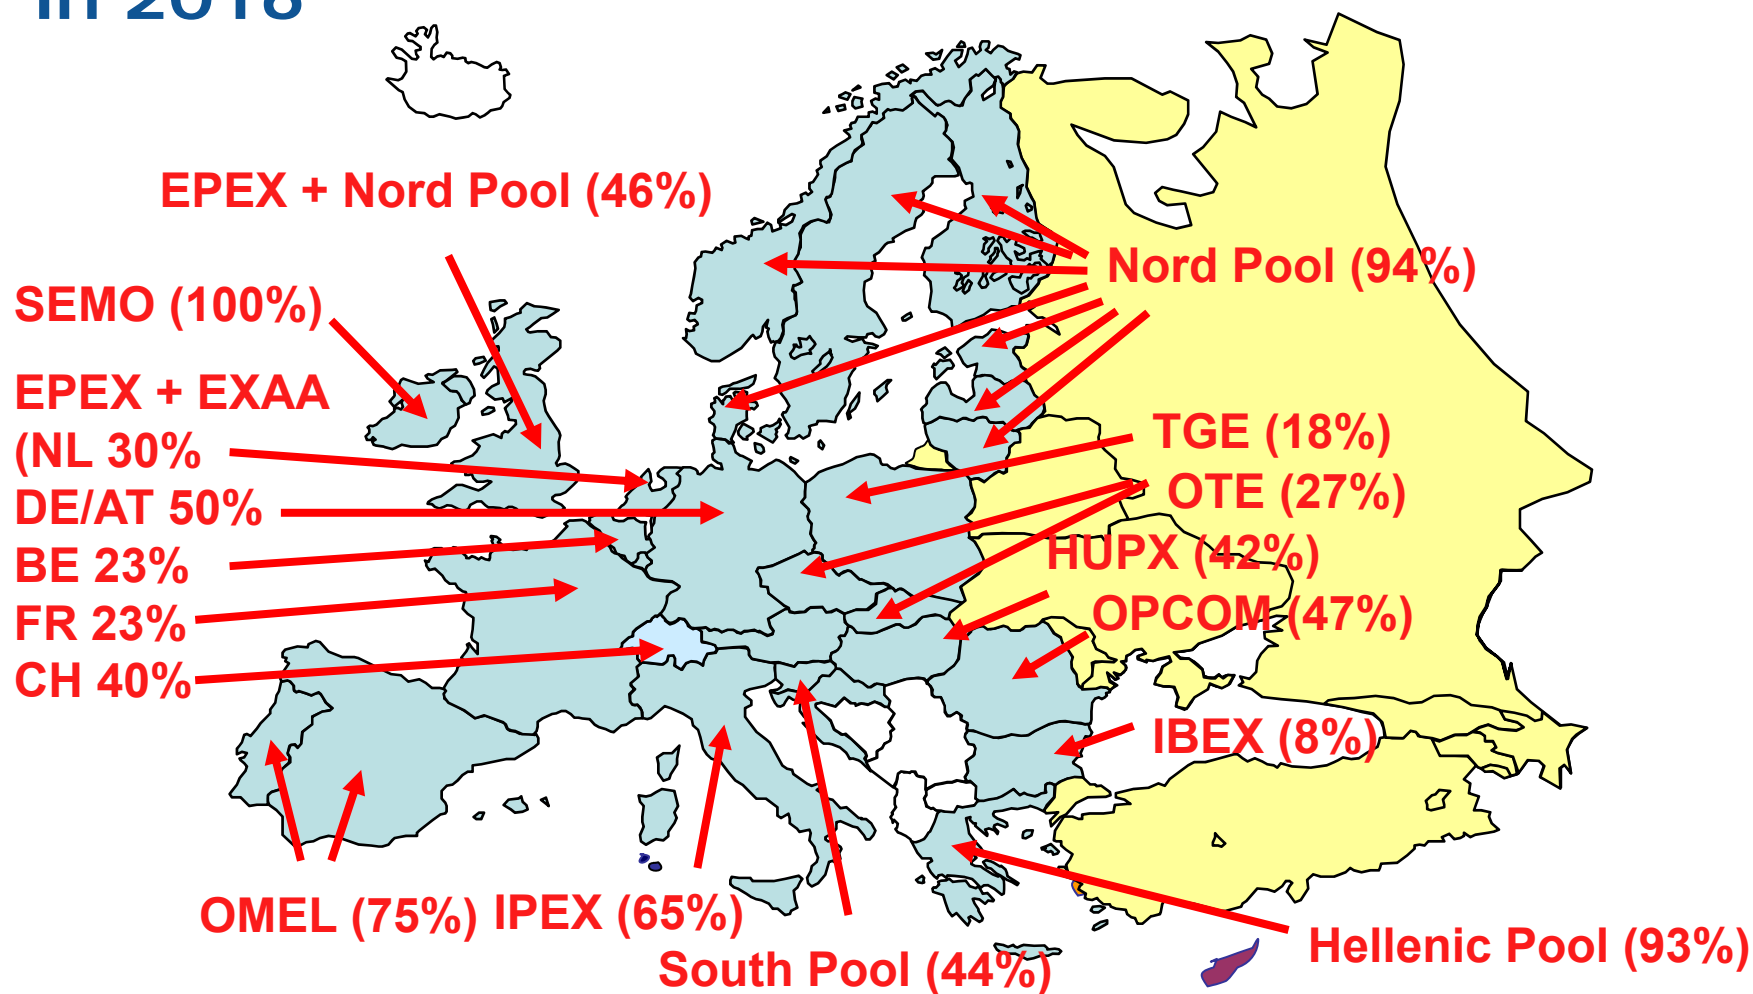 in 2018
EPEX + Nord Pool (46%)
Nord Pool (94%)
SEMO (100%)
EPEX + EXAA
(NL 30%
DE/AT 50%
BE 23%
FR 23%
CH 40%
TGE (18%)
OTE (27%)
HUPX (42%)
OPCOM (47%)
IBEX (8%)
OMEL (75%)
IPEX (65%)
South Pool (44%)
Hellenic Pool (93%)